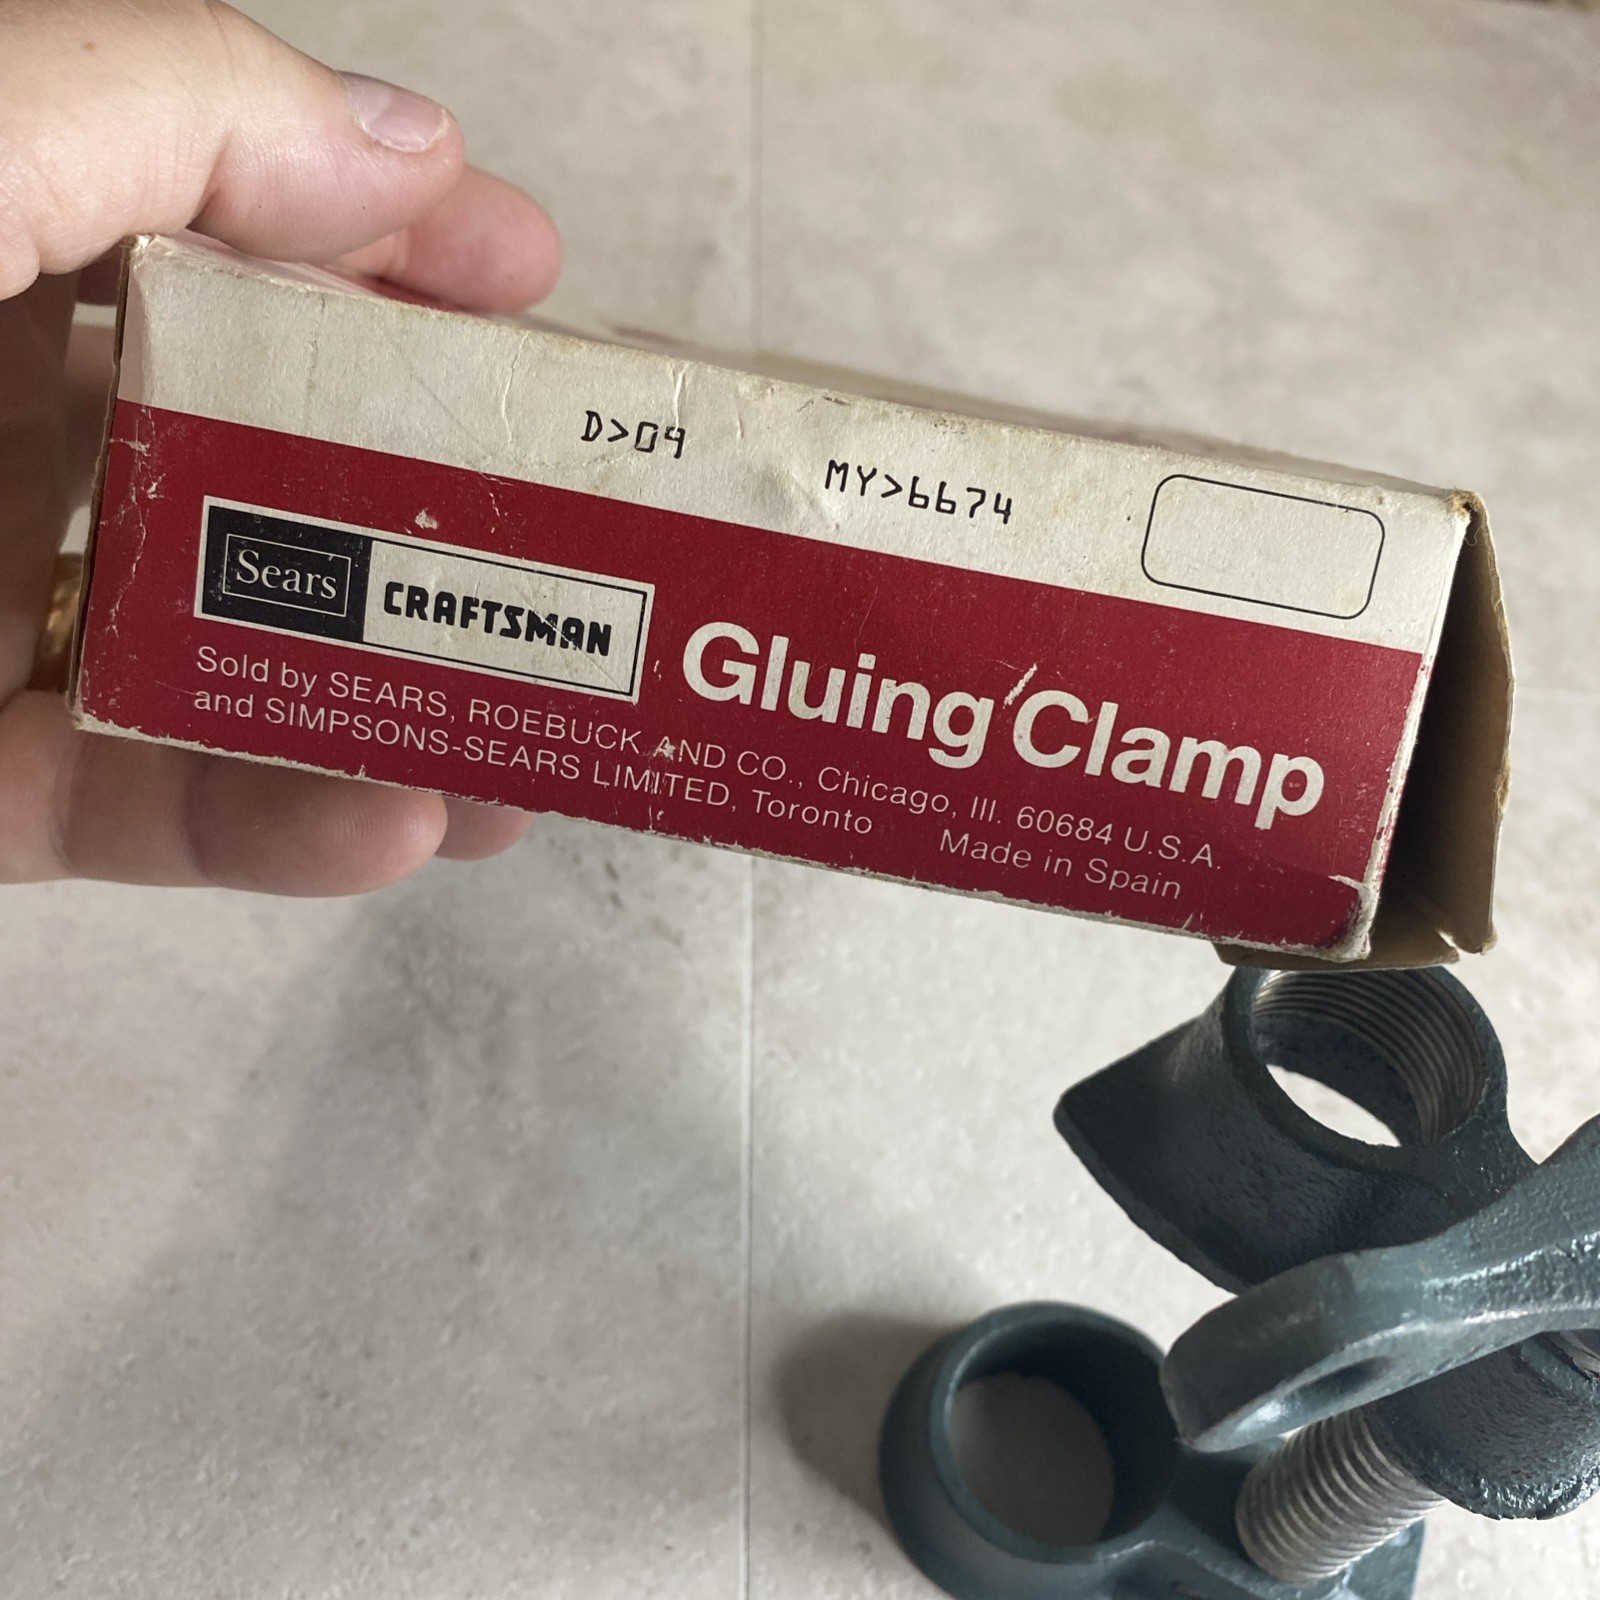 D>09
MY>6674
Sears
CRAFTSMAN
Gluing Clamp
Sold by SEARS, ROEBUCK AND CO., Chicago, Ill. 60684 U.S.A.
and SIMPSONS-SEARS LIMITED, Toronto Made in Spain